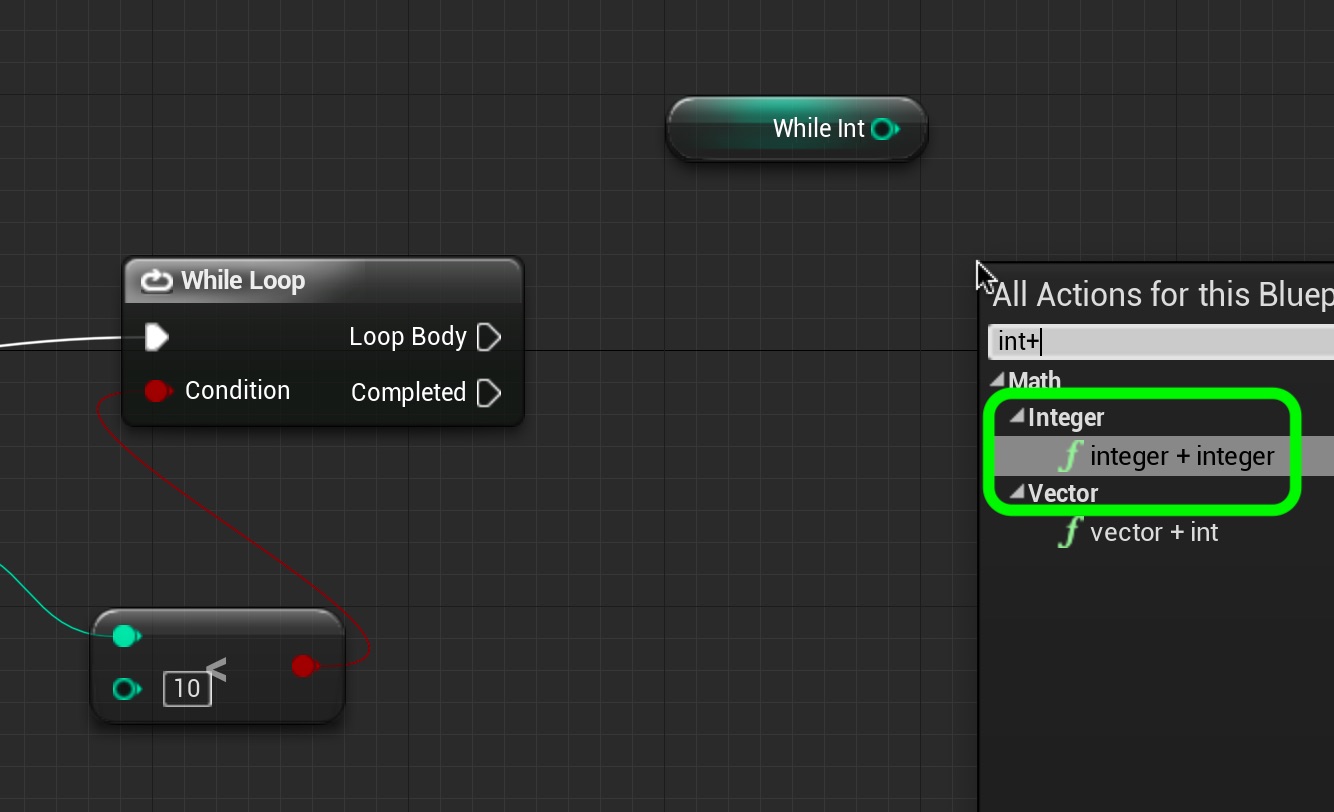 While Int
While Loop
Loop Body
Condition
Completed
<
10
All Actions for this Bluep
int+
Math
Integer
f integer + integer
Vector
f vector + int